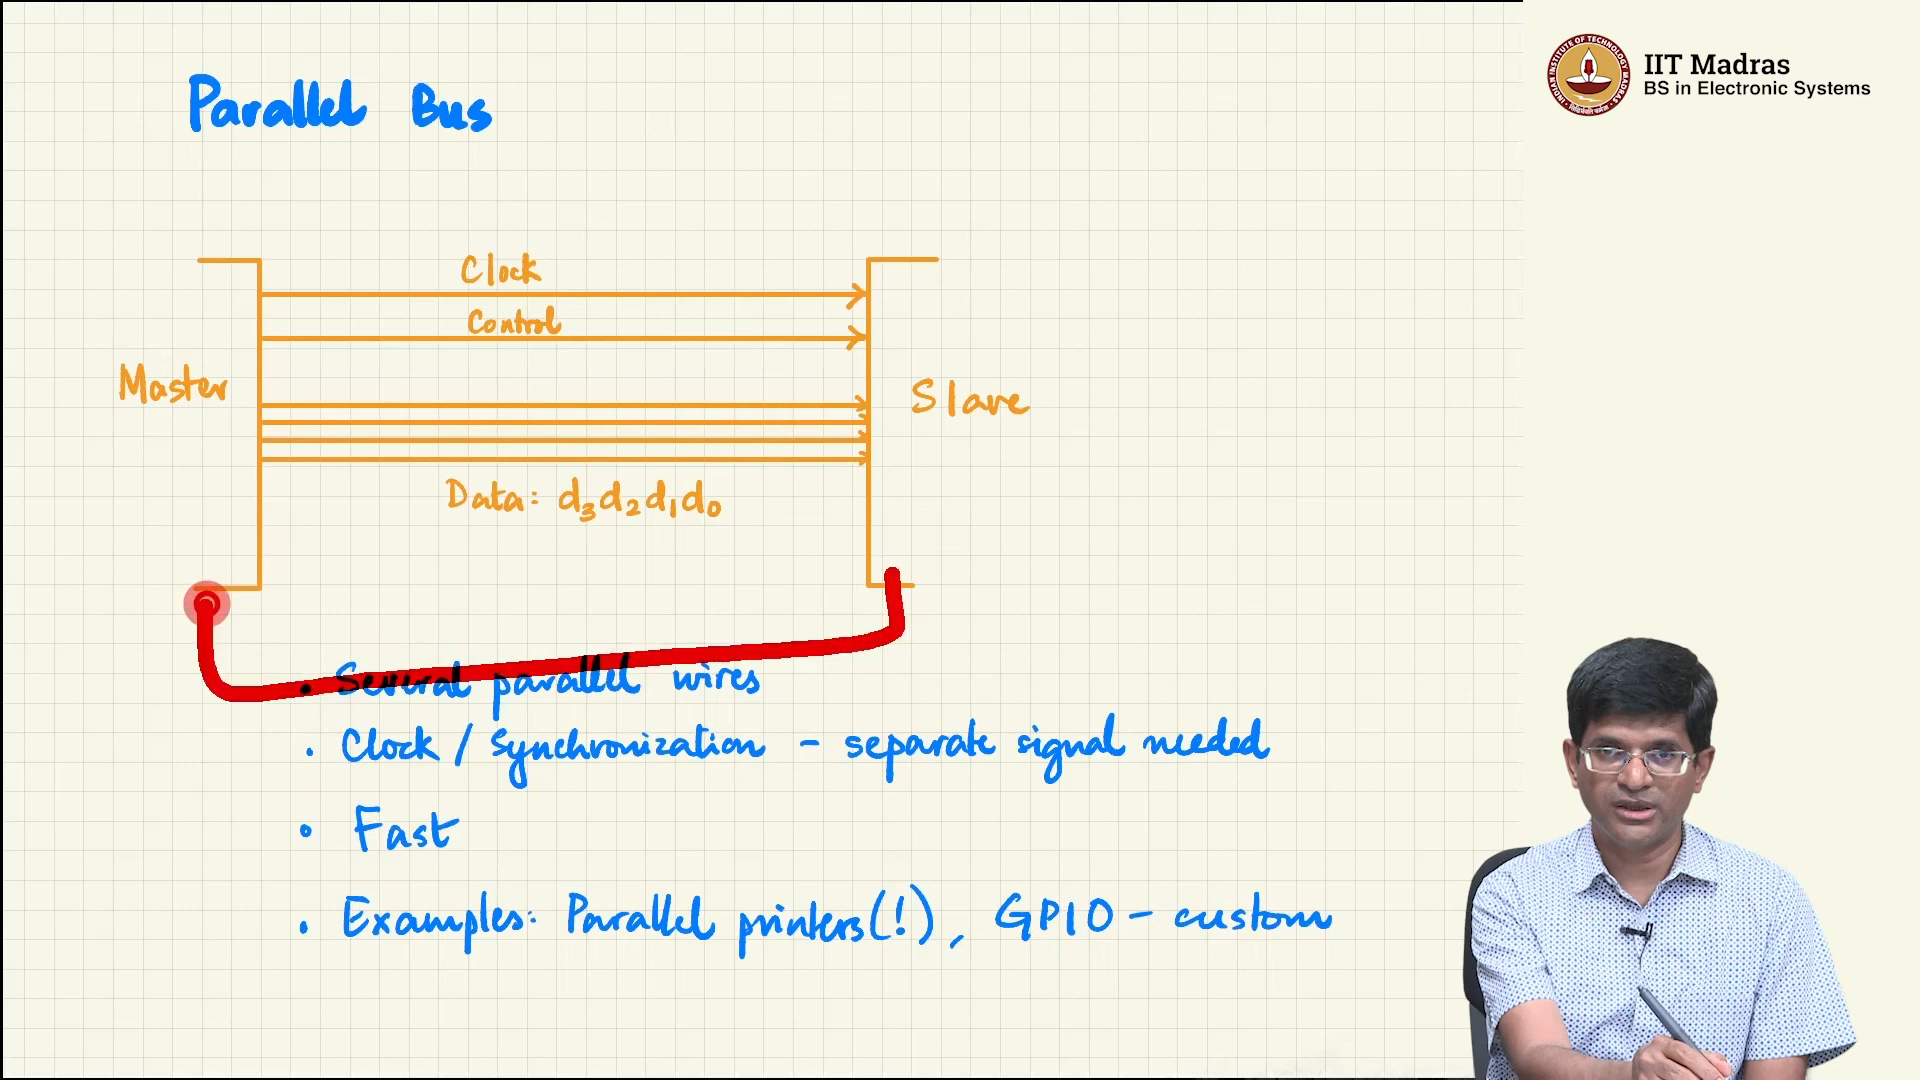 Parallel Bus
IIT Madras
BS in Electronic Systems
Clock
Control
Master
Slave
Data: d₃d₂d₁d₀
• Several parallel wires
• Clock / Synchronization – separate signal needed
• Fast
• Examples: Parallel printers(!), GPIO – custom